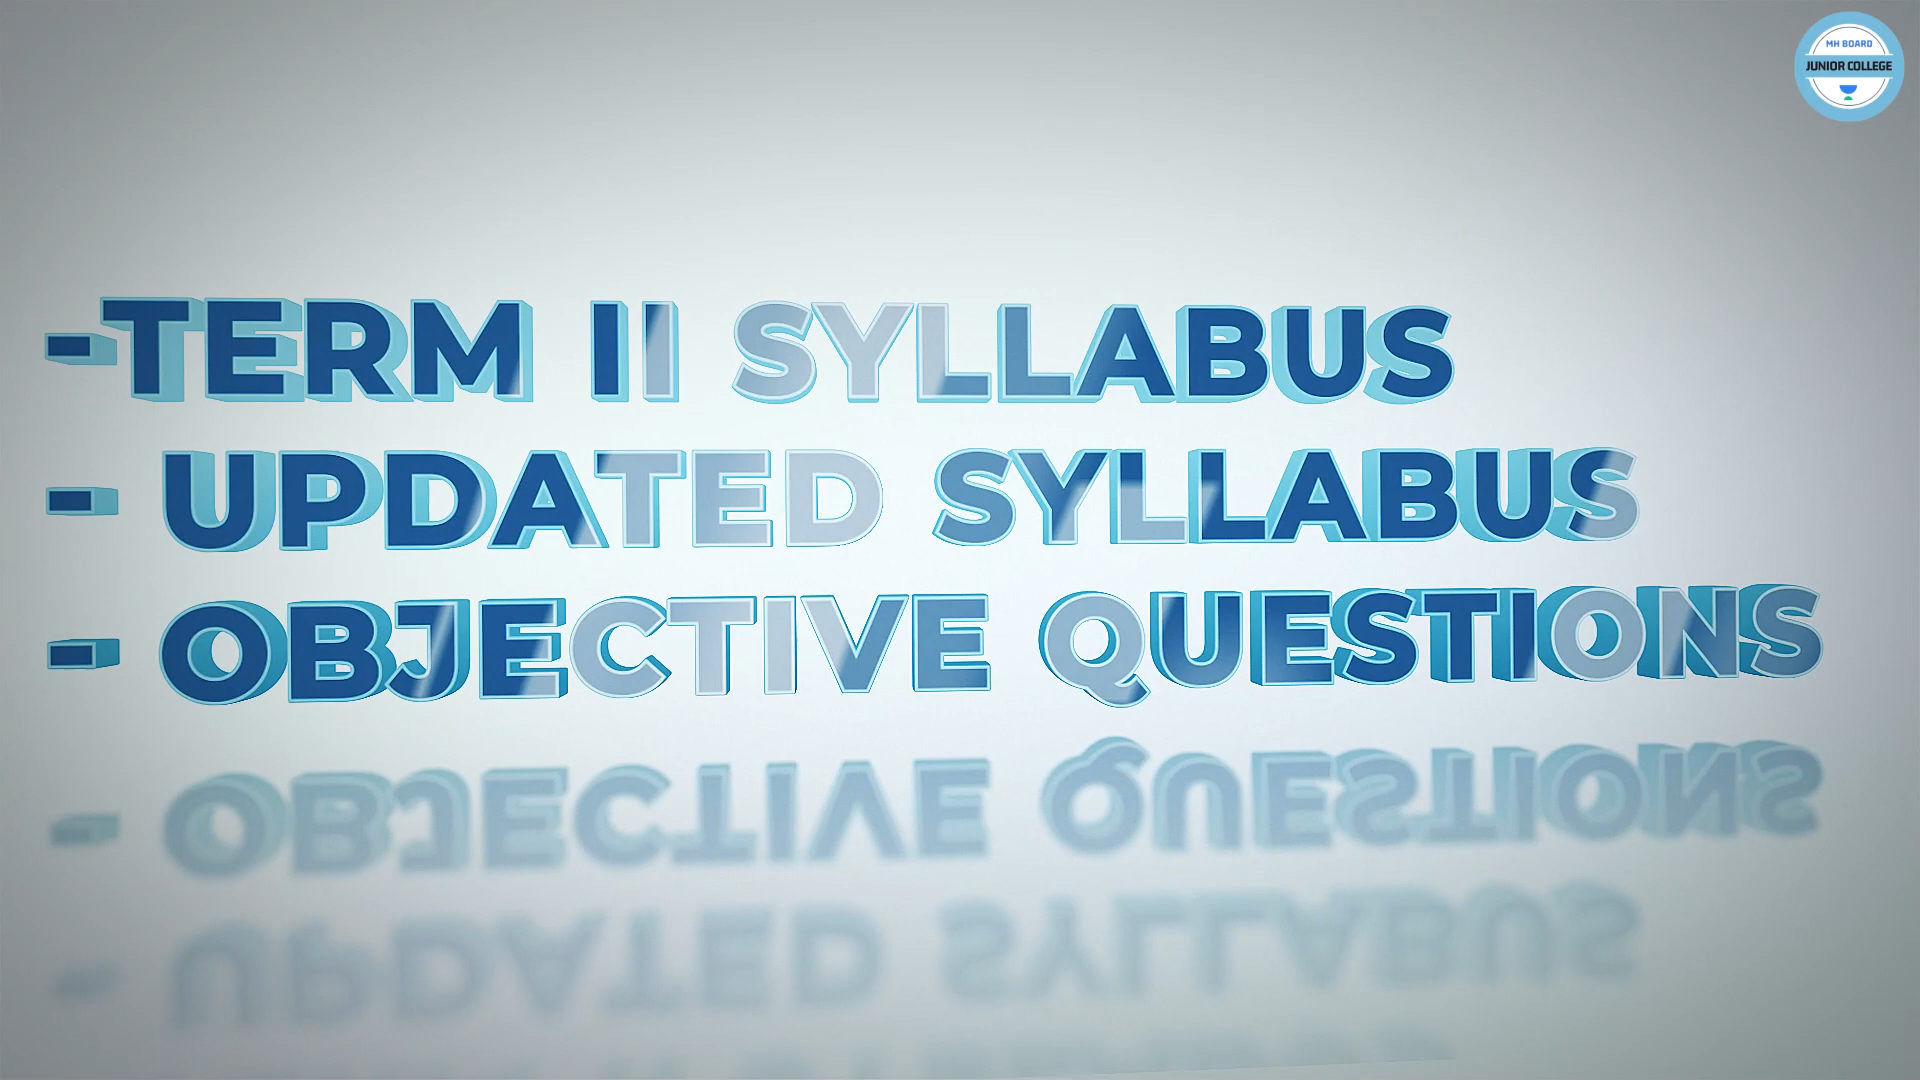 MH BOARD
JUNIOR COLLEGE
-TERM II SYLLABUS
- UPDATED SYLLABUS
- OBJECTIVE QUESTIONS